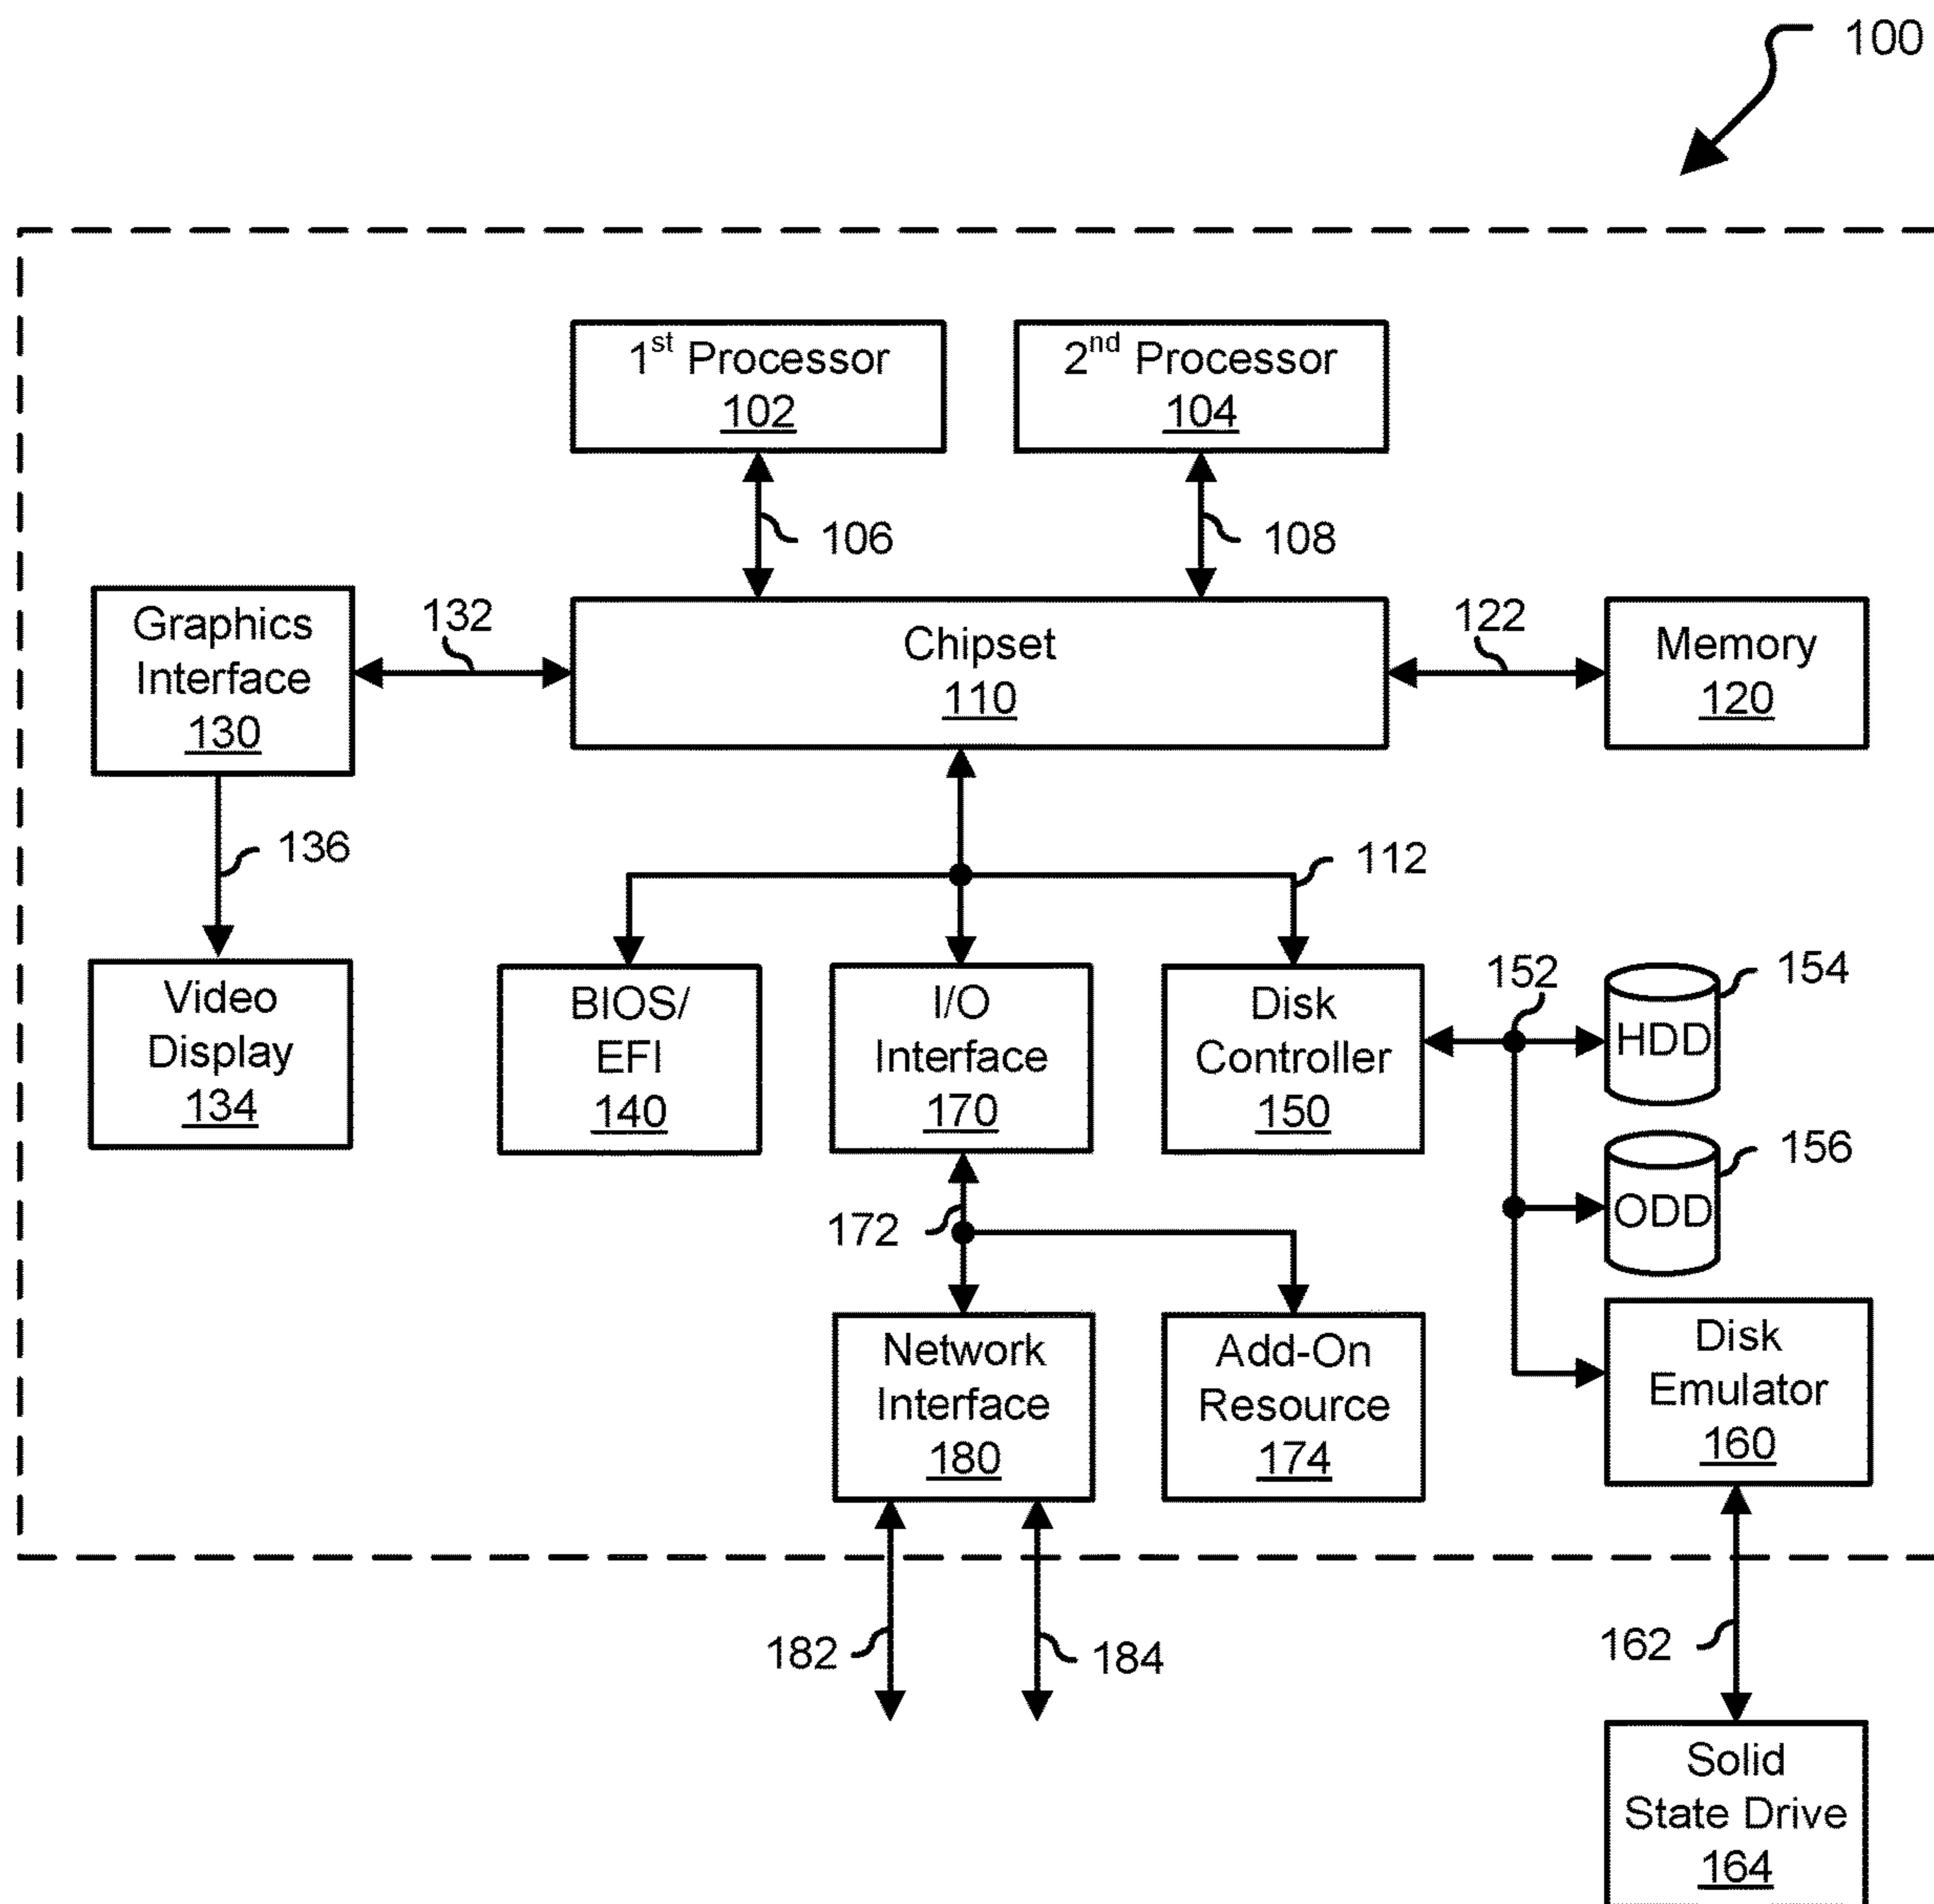 100
1st Processor
102
2nd Processor
104
106
108
Graphics
Interface
130
132
Chipset
110
122
Memory
120
136
112
Video
Display
134
BIOS/
EFI
140
I/O
Interface
170
Disk
Controller
150
152
154
HDD
156
ODD
172
Network
Interface
180
Add-On
Resource
174
Disk
Emulator
160
182
184
162
Solid
State Drive
164